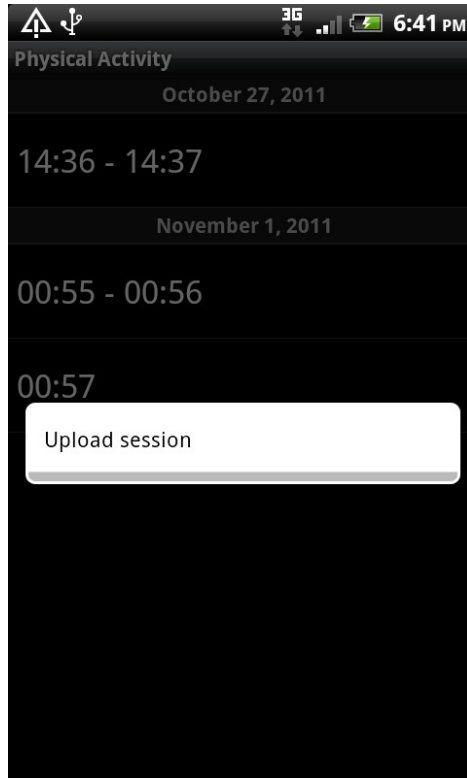 3G 6:41 PM
Physical Activity
October 27, 2011
14:36 - 14:37
November 1, 2011
00:55 - 00:56
00:57
Upload session